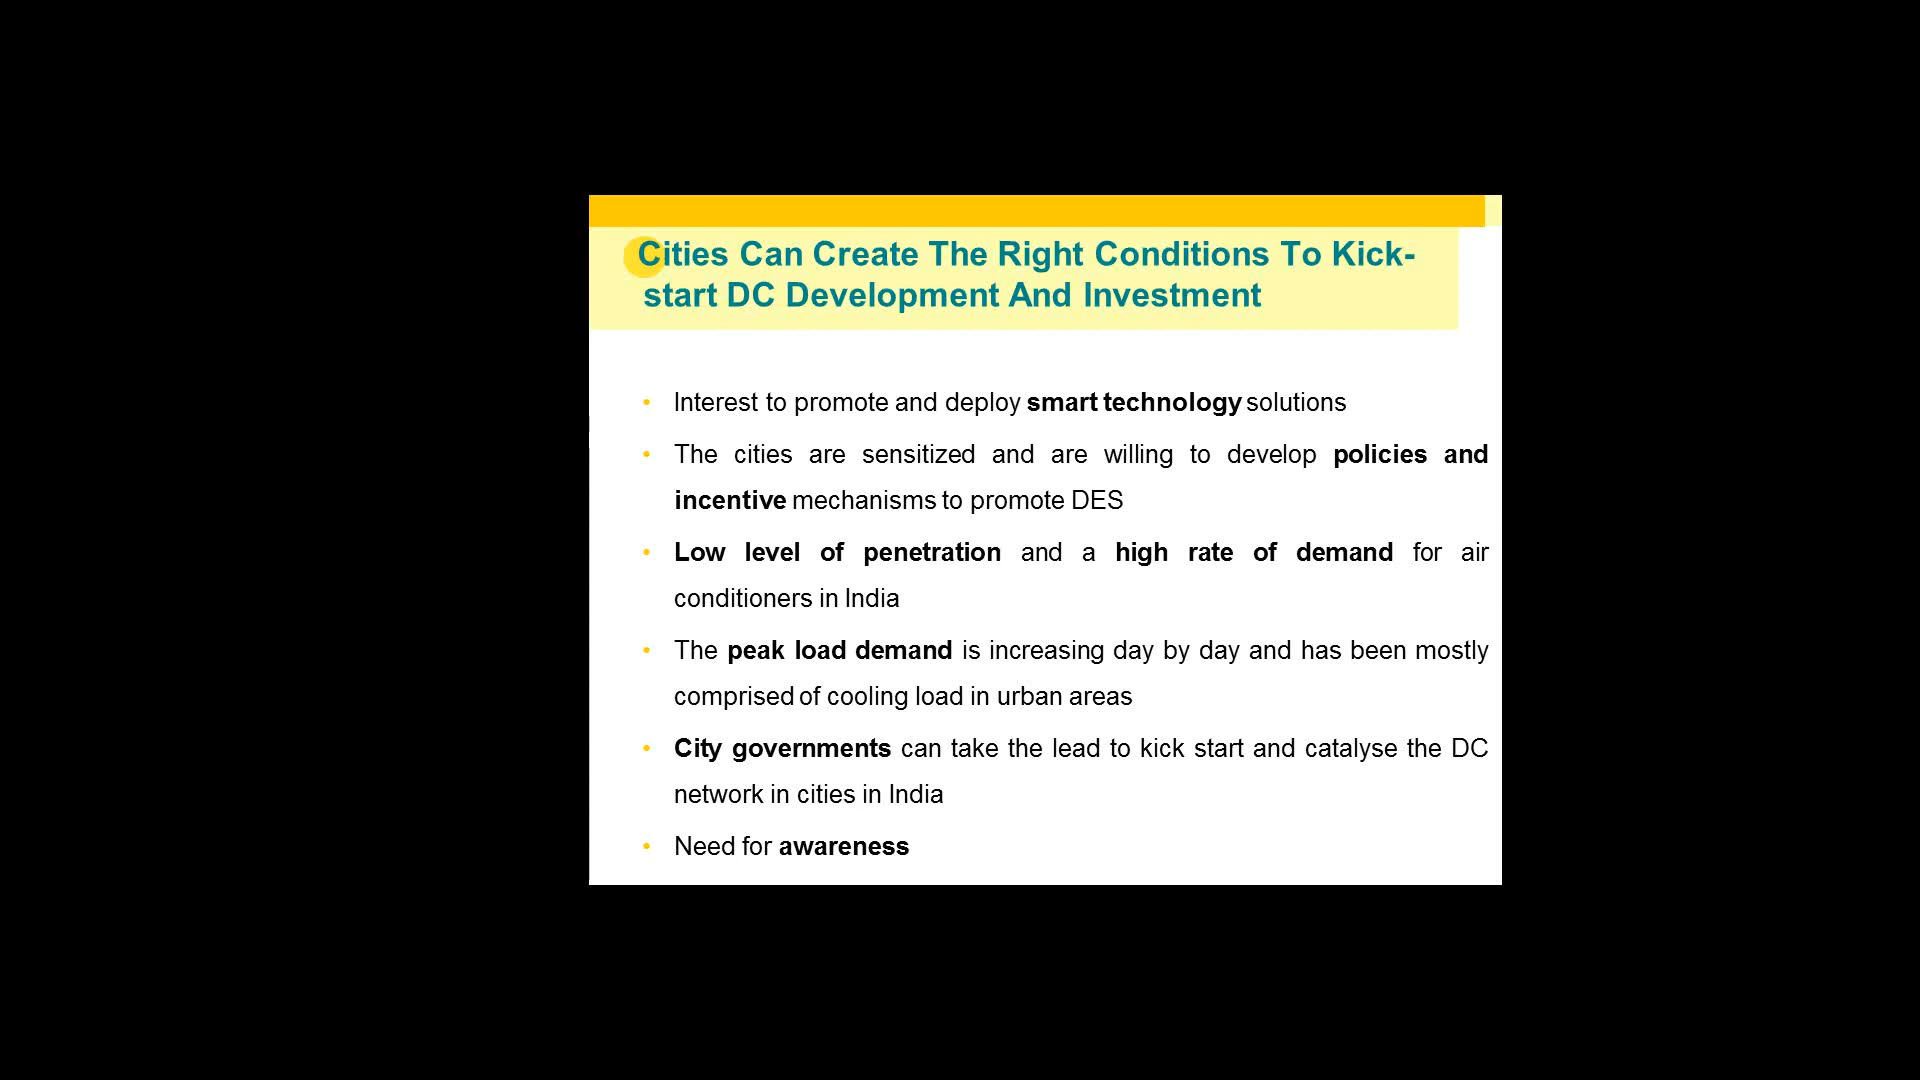 Cities Can Create The Right Conditions To Kick-
start DC Development And Investment
• Interest to promote and deploy smart technology solutions
• The cities are sensitized and are willing to develop policies and
incentive mechanisms to promote DES
• Low level of penetration and a high rate of demand for air
conditioners in India
• The peak load demand is increasing day by day and has been mostly
comprised of cooling load in urban areas
• City governments can take the lead to kick start and catalyse the DC
network in cities in India
• Need for awareness